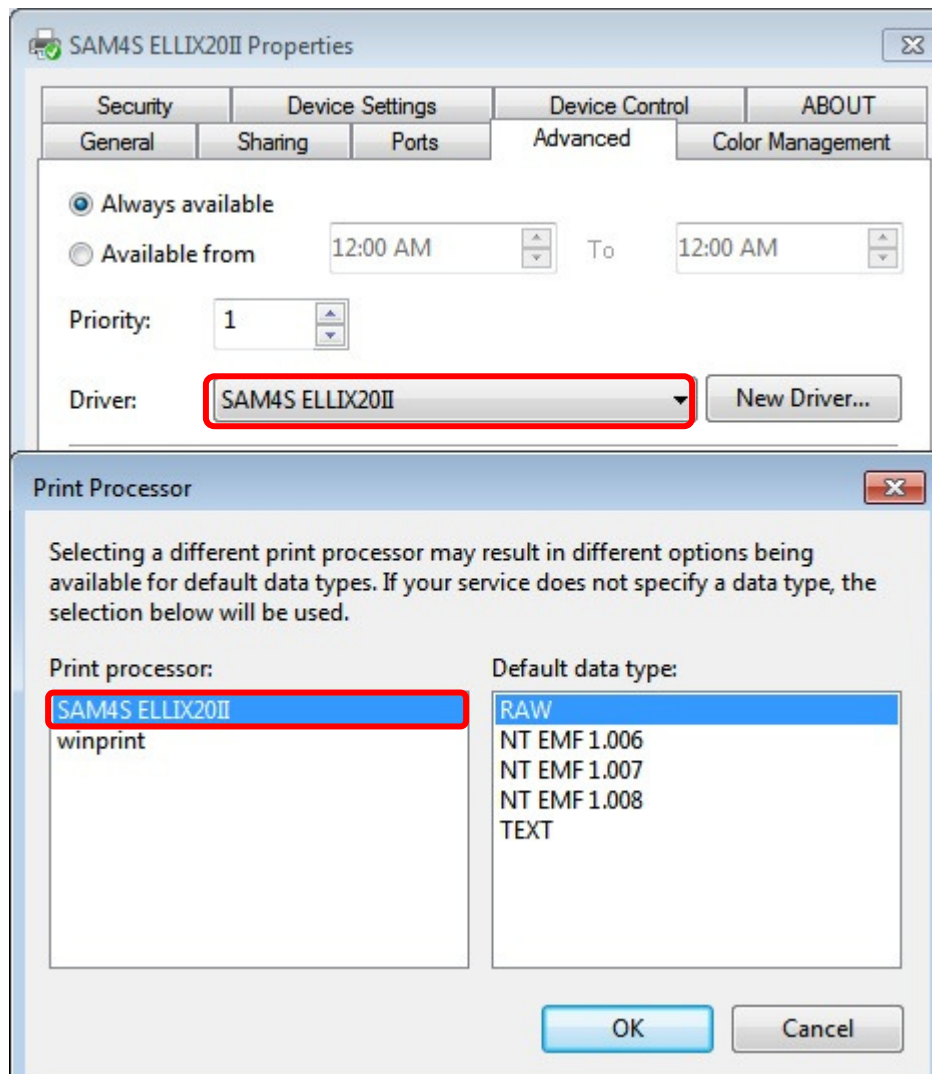 SAM4S ELLIX20II Properties
Security Device Settings Device Control ABOUT
General Sharing Ports Advanced Color Management
Always available
Available from 12:00 AM To 12:00 AM
Priority: 1
Driver: SAM4S ELLIX20II New Driver...
Print Processor
Selecting a different print processor may result in different options being
available for default data types. If your service does not specify a data type, the
selection below will be used.
Print processor:
SAM4S ELLIX20II
winprint
Default data type:
RAW
NT EMF 1.006
NT EMF 1.007
NT EMF 1.008
TEXT
OK Cancel